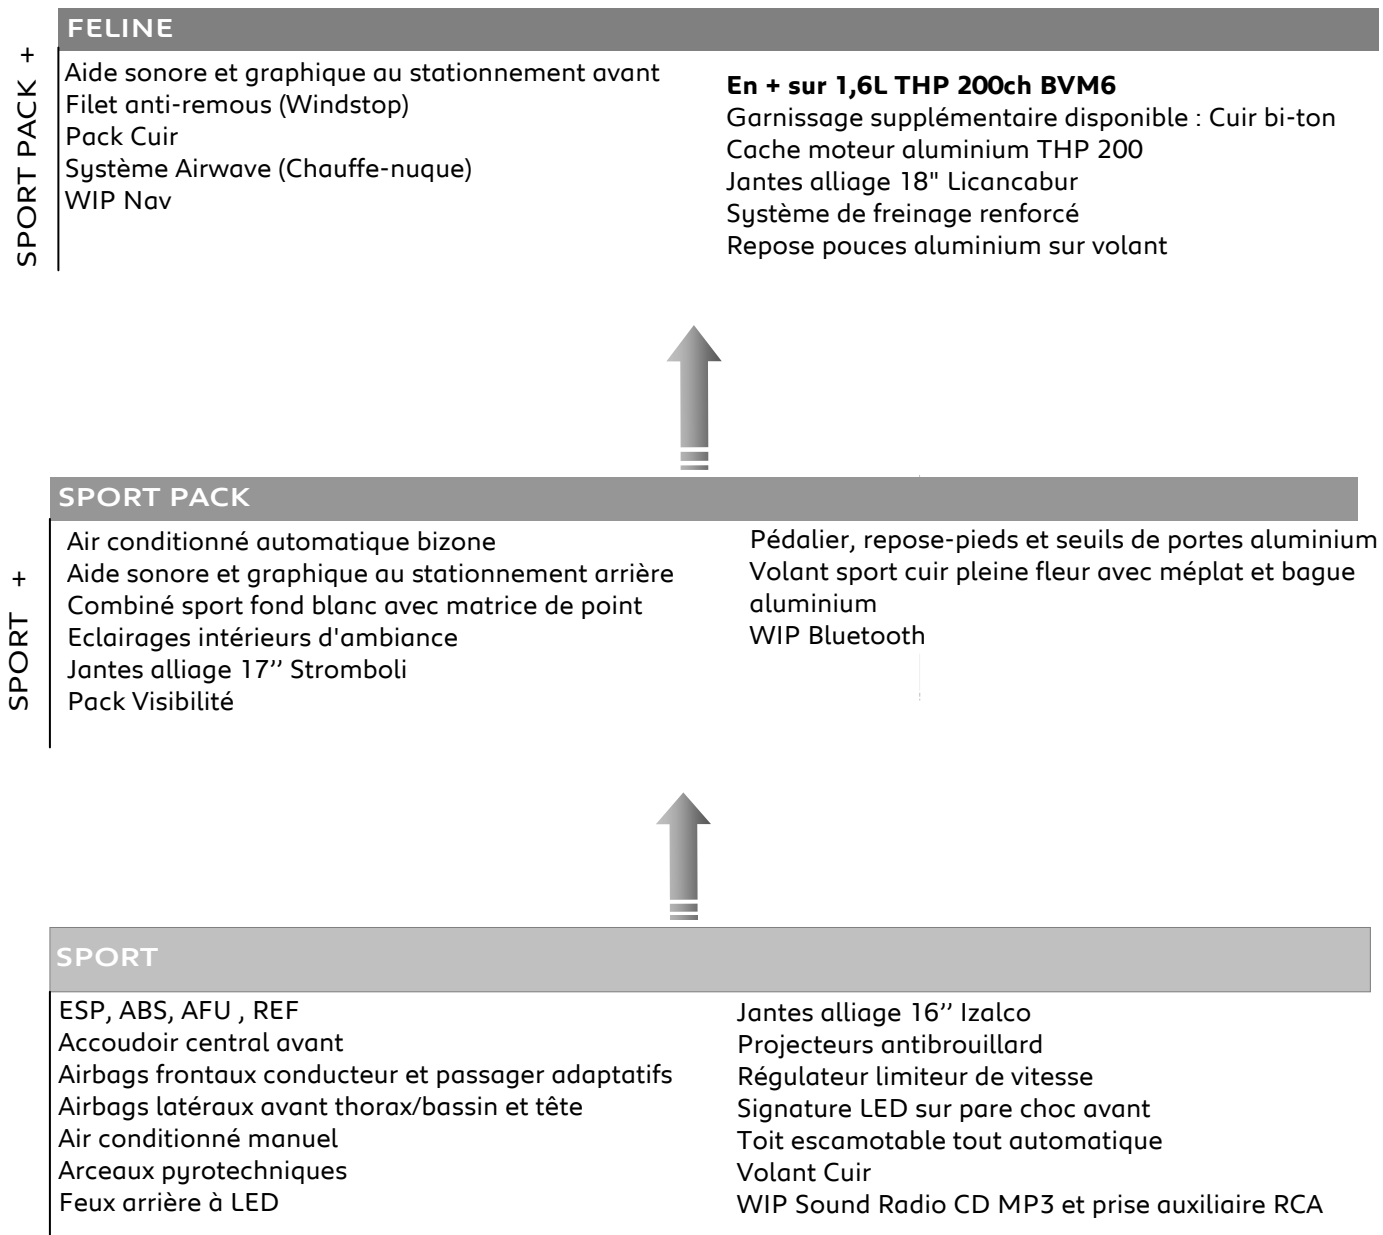 FELINE
SPORT PACK +
Aide sonore et graphique au stationnement avant
Filet anti-remous (Windstop)
Pack Cuir
Système Airwave (Chauffe-nuque)
WIP Nav
En + sur 1,6L THP 200ch BVM6
Garnissage supplémentaire disponible : Cuir bi-ton
Cache moteur aluminium THP 200
Jantes alliage 18" Licancabur
Système de freinage renforcé
Repose pouces aluminium sur volant
SPORT PACK
SPORT +
Air conditionné automatique bizone
Aide sonore et graphique au stationnement arrière
Combiné sport fond blanc avec matrice de point
Eclairages intérieurs d'ambiance
Jantes alliage 17’’ Stromboli
Pack Visibilité
Pédalier, repose-pieds et seuils de portes aluminium
Volant sport cuir pleine fleur avec méplat et bague
aluminium
WIP Bluetooth
SPORT
ESP, ABS, AFU , REF
Accoudoir central avant
Airbags frontaux conducteur et passager adaptatifs
Airbags latéraux avant thorax/bassin et tête
Air conditionné manuel
Arceaux pyrotechniques
Feux arrière à LED
Jantes alliage 16’’ Izalco
Projecteurs antibrouillard
Régulateur limiteur de vitesse
Signature LED sur pare choc avant
Toit escamotable tout automatique
Volant Cuir
WIP Sound Radio CD MP3 et prise auxiliaire RCA